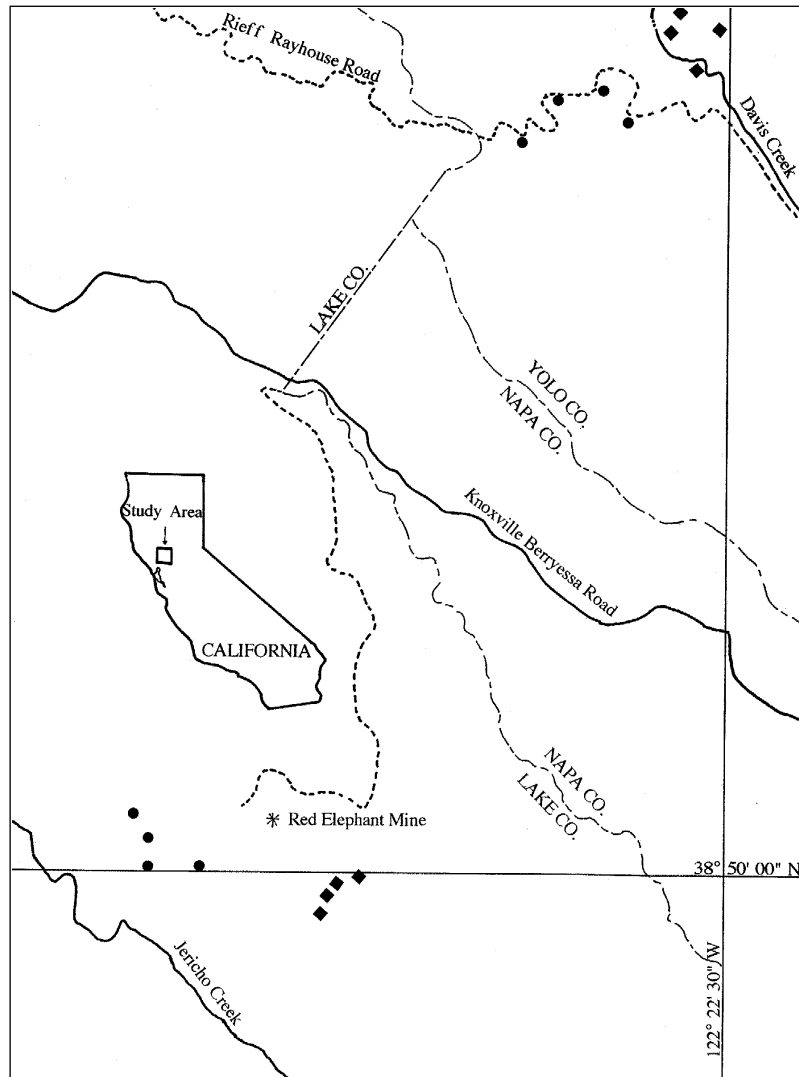 Rieff Rayhouse Road
Davis Creek
LAKE CO.
YOLO CO.
NAPA CO.
Knoxville Berryessa Road
Study Area
CALIFORNIA
NAPA CO.
LAKE CO.
Red Elephant Mine
38° 50' 00" N
Jericho Creek
122° 22' 30" W